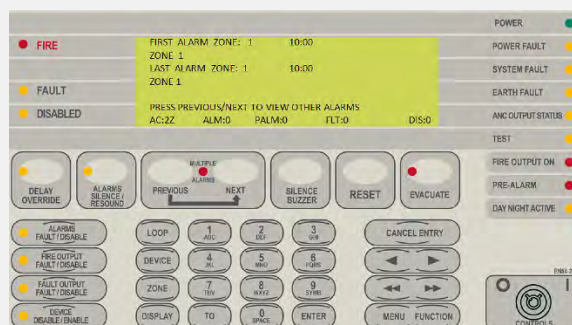 POWER
FIRE
POWER FAULT
SYSTEM FAULT
FAULT
EARTH FAULT
DISABLED
ANC OUTPUT STATUS
TEST
FIRST ALARM ZONE: 1 10:00
ZONE 1
LAST ALARM ZONE: 1 10:00
ZONE 1
PRESS PREVIOUS/NEXT TO VIEW OTHER ALARMS
AC:2Z ALM:0 PALM:0 FLT:0 DIS:0
FIRE OUTPUT ON
PRE-ALARM
DAY NIGHT ACTIVE
DELAY OVERRIDE
ALARMS SILENCE / RESOUND
MULTIPLE ALARMS
PREVIOUS NEXT
SILENCE BUZZER
RESET
EVACUATE
ALARMS FAULT / DISABLE
LOOP
1 ABC
2 DEF
3 GHI
CANCEL ENTRY
FIRE OUTPUT FAULT / DISABLE
DEVICE
4 JKL
5 MNO
6 PQRS
FAULT OUTPUT FAULT / DISABLE
ZONE
7 TUV
8 WXYZ
9 SYMB
DEVICE DISABLE / ENABLE
DISPLAY
TO
0 SPACE
ENTER
MENU FUNCTION
O I
CONTROLS